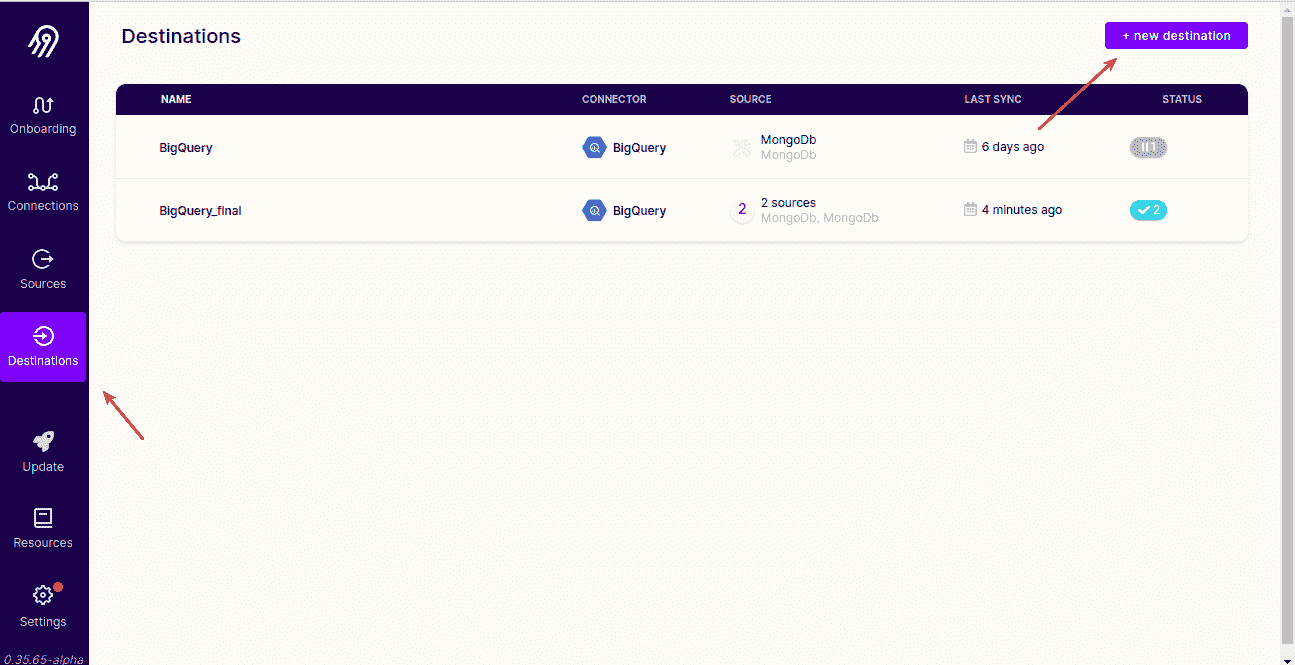 Destinations
+ new destination
NAME CONNECTOR SOURCE LAST SYNC STATUS
BigQuery BigQuery MongoDb 6 days ago 1
MongoDb
BigQuery_final BigQuery 2 2 sources 4 minutes ago 2
MongoDb, MongoDb
Onboarding
Connections
Sources
Destinations
Update
Resources
Settings
0.35.65-alpha